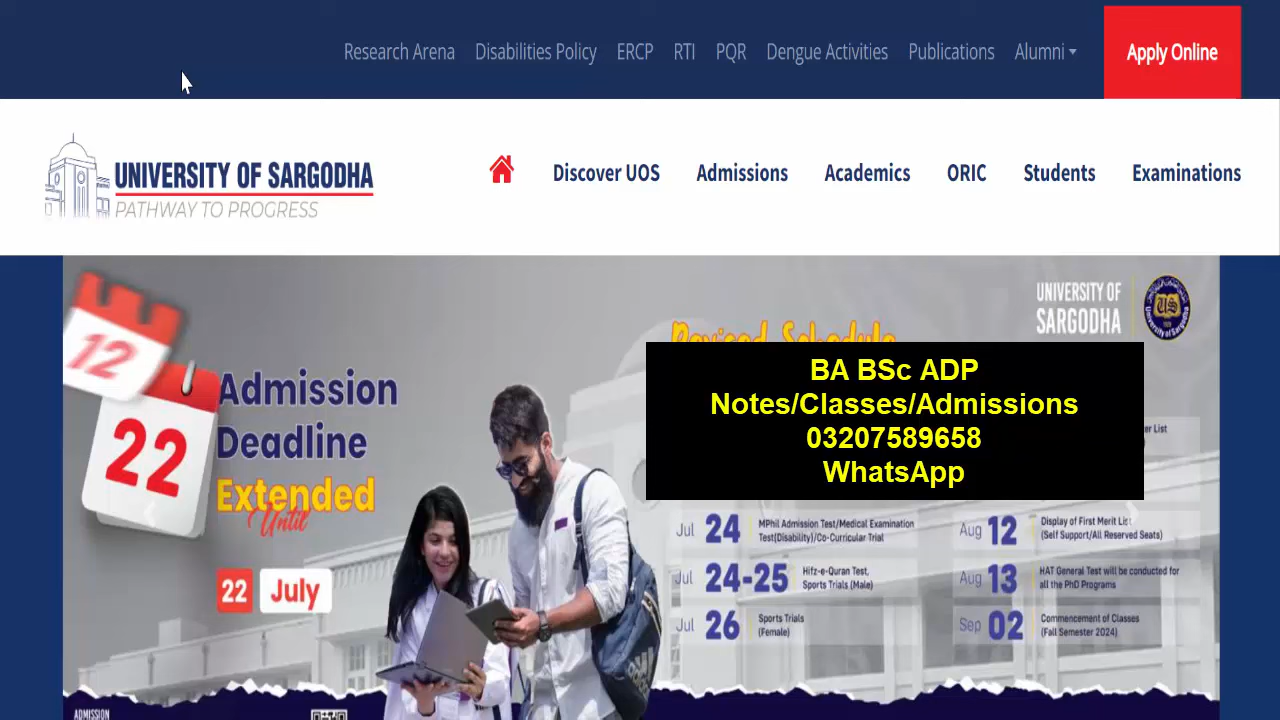 Research Arena Disabilities Policy ERCP RTI PQR Dengue Activities Publications Alumni Apply Online
UNIVERSITY OF SARGODHA
PATHWAY TO PROGRESS
Discover UOS Admissions Academics ORIC Students Examinations
12
22
Admission
Deadline
Extended
Until
22 July
UNIVERSITY OF
SARGODHA
Revised Schedule
BA BSc ADP
Notes/Classes/Admissions
03207589658
WhatsApp
Jul 24 MPhil Admission Test/Medical Examination
Test(Disability)/Co-Curricular Trial
Jul 24-25 Hifz-e-Quran Test,
Sports Trials (Male)
Jul 26 Sports Trials
(Female)
List
Aug 12 Display of First Merit List
(Self Support/All Reserved Seats)
Aug 13 HAT General Test will be conducted for
all the PhD Programs
Sep 02 Commencement of Classes
(Fall Semester 2024)
ADMISSION